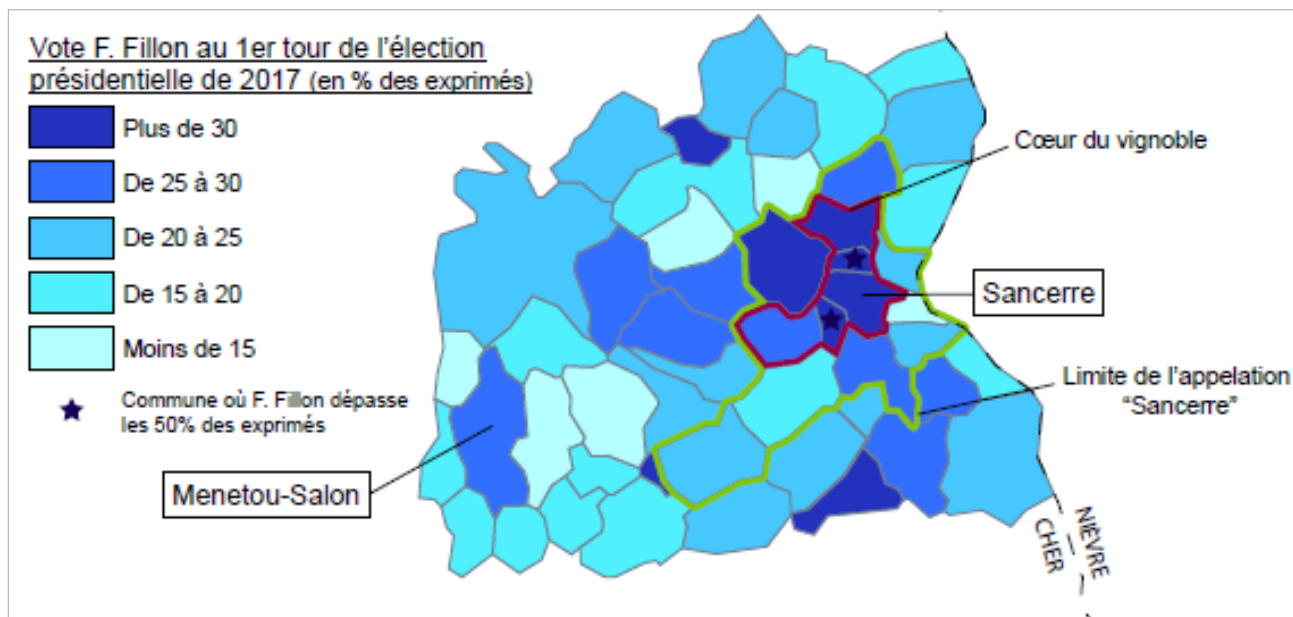 Vote F. Fillon au 1er tour de l'élection
présidentielle de 2017 (en % des exprimés)
Plus de 30
De 25 à 30
De 20 à 25
De 15 à 20
Moins de 15
Commune où F. Fillon dépasse
les 50% des exprimés
Cœur du vignoble
Sancerre
Limite de l'appelation
“Sancerre”
Menetou-Salon
NIÈVRE
CHER